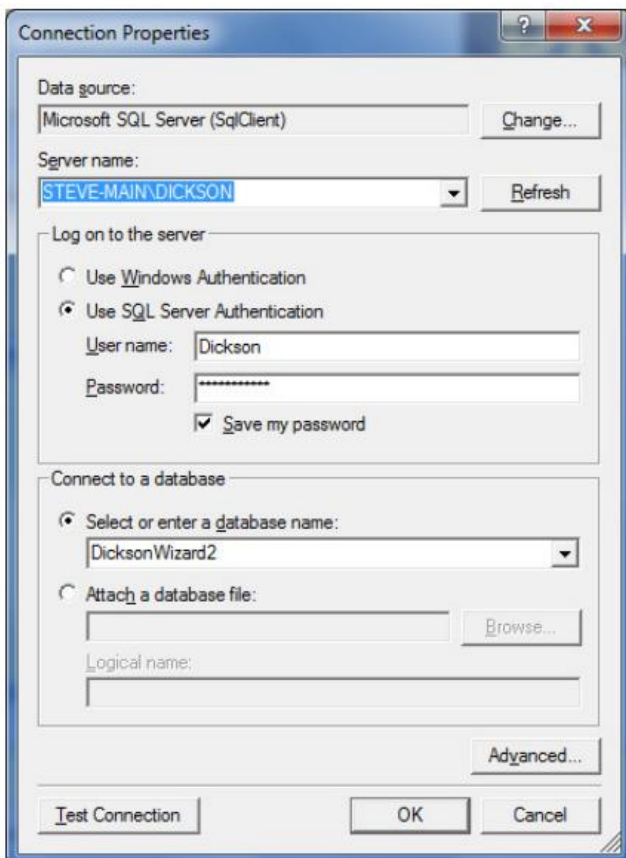 Connection Properties
Data source:
Microsoft SQL Server (SqlClient)
Change...
Server name:
STEVE-MAIN\DICKSON
Refresh
Log on to the server
Use Windows Authentication
Use SQL Server Authentication
User name:
Dickson
Password:
***********
Save my password
Connect to a database
Select or enter a database name:
DicksonWizard2
Attach a database file:
Browse...
Logical name:
Advanced...
Test Connection
OK
Cancel